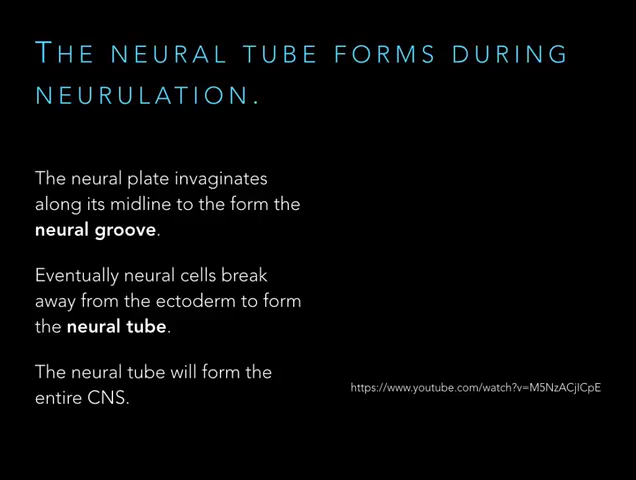 THE NEURAL TUBE FORMS DURING
NEURULATION.
The neural plate invaginates
along its midline to the form the
neural groove.
Eventually neural cells break
away from the ectoderm to form
the neural tube.
The neural tube will form the
entire CNS.
https://www.youtube.com/watch?v=M5NzACjICpE